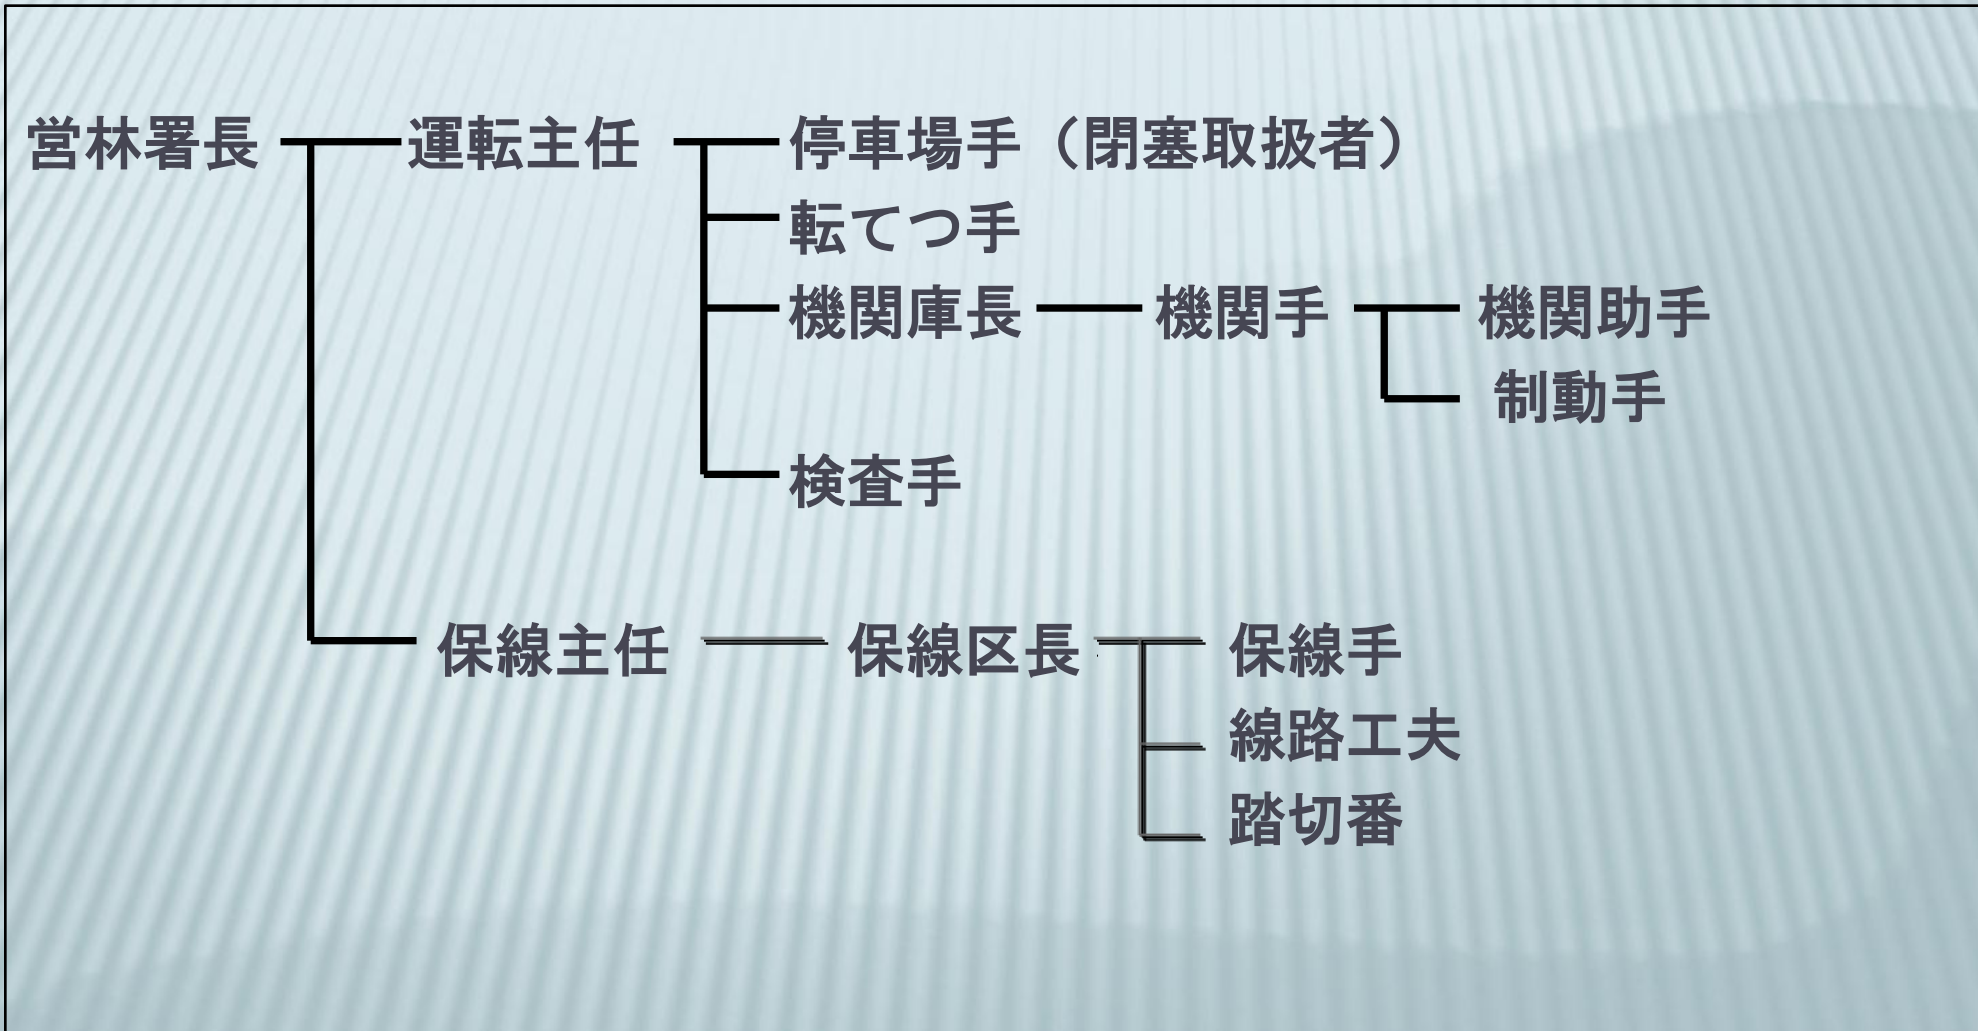 営林署長 運転主任 停車場手（閉塞取扱者）
転てつ手
機関庫長 機関手 機関助手
制動手
検査手
保線主任 保線区長 保線手
線路工夫
踏切番